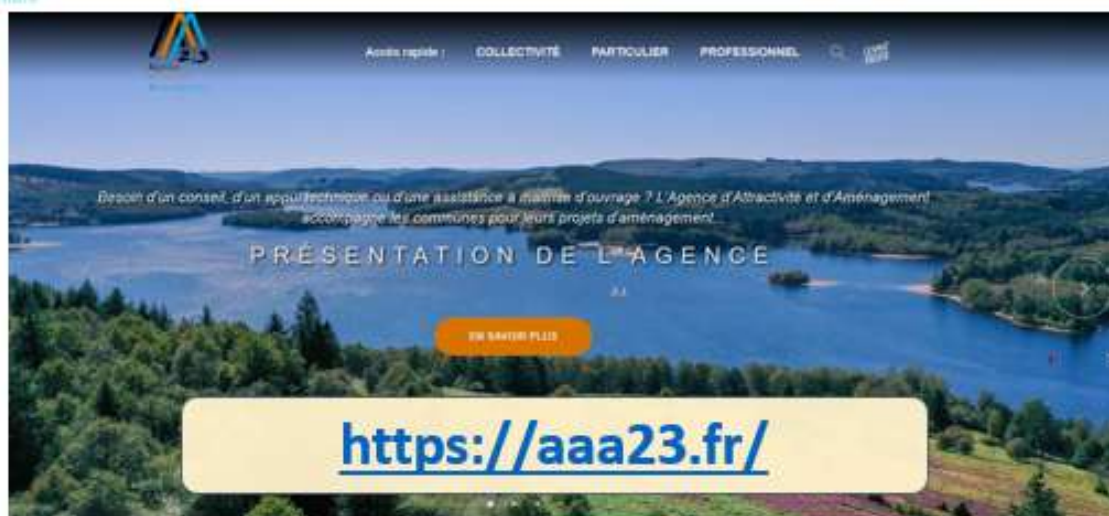 Accès rapide : COLLECTIVITÉ PARTICULIER PROFESSIONNEL
Besoin d'un conseil, d'un appui technique ou d'une assistance à maîtrise d'ouvrage ? L'Agence d'Attractivité et d'Aménagement
accompagne les communes pour leurs projets d'aménagement.
PRÉSENTATION DE L'AGENCE
EN SAVOIR PLUS
https://aaa23.fr/